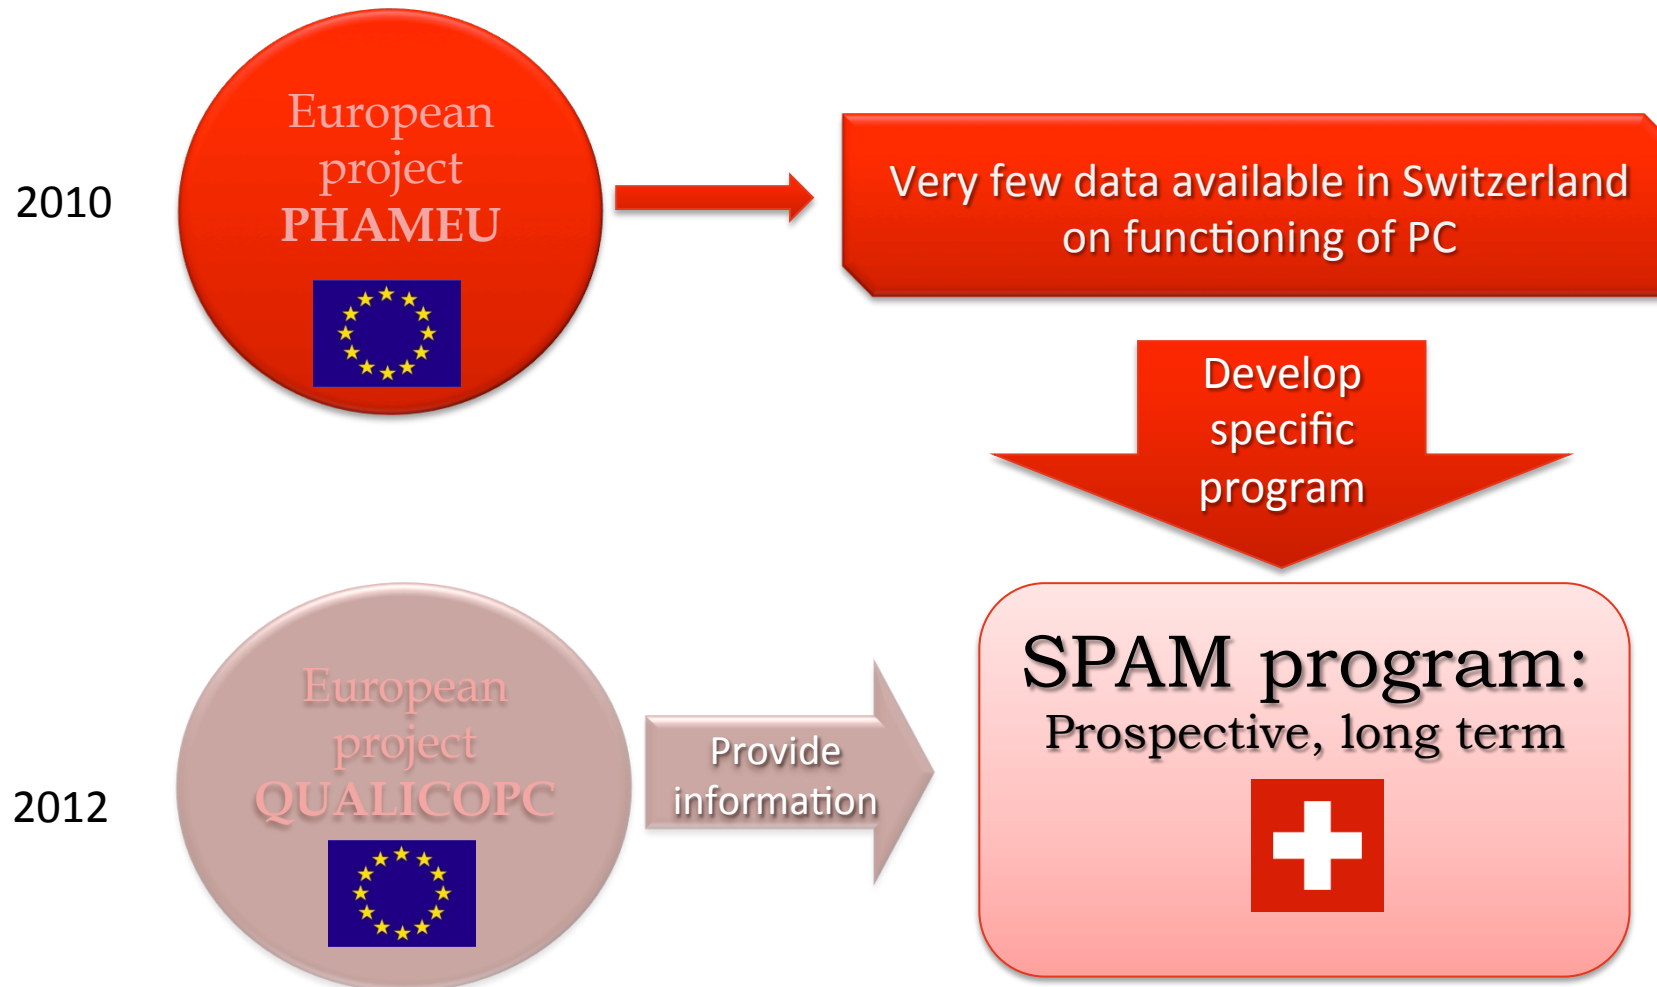 2010
European
project
PHAMEU
Very few data available in Switzerland
on functioning of PC
Develop
specific
program
2012
European
project
QUALICOPC
Provide
information
SPAM program:
Prospective, long term